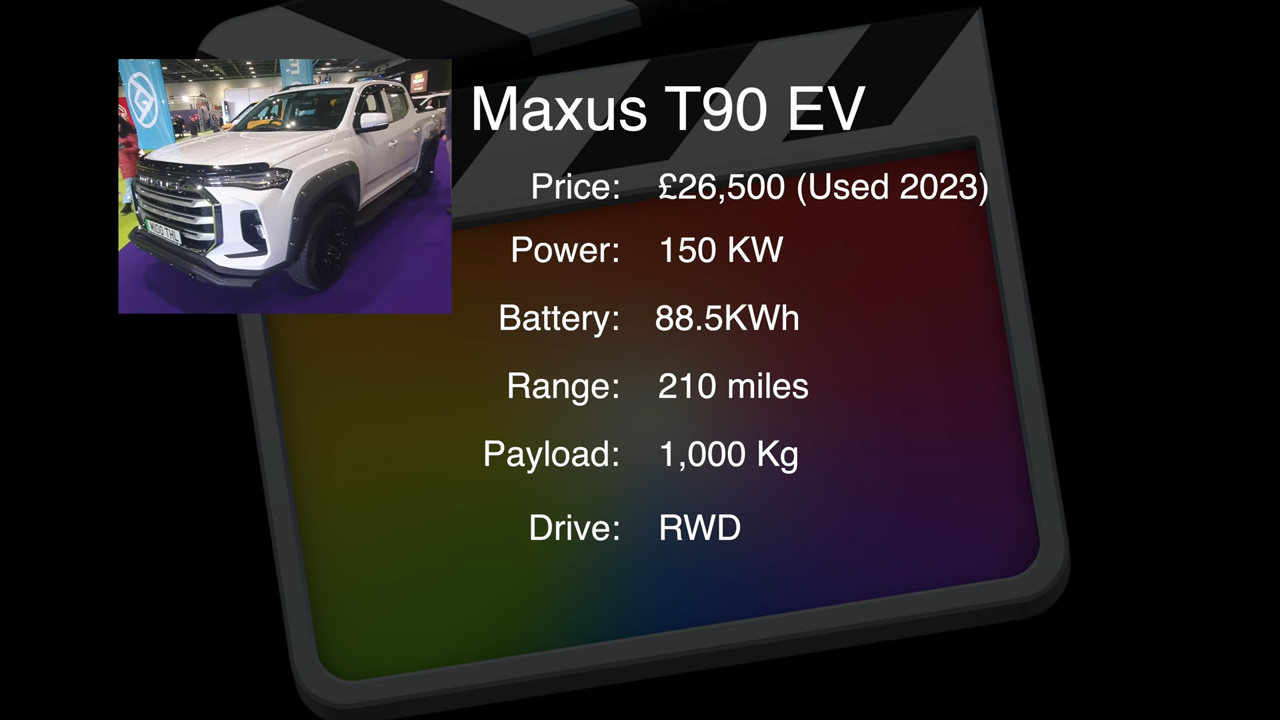 Maxus T90 EV
Price: £26,500 (Used 2023)
Power: 150 KW
Battery: 88.5KWh
Range: 210 miles
Payload: 1,000 Kg
Drive: RWD